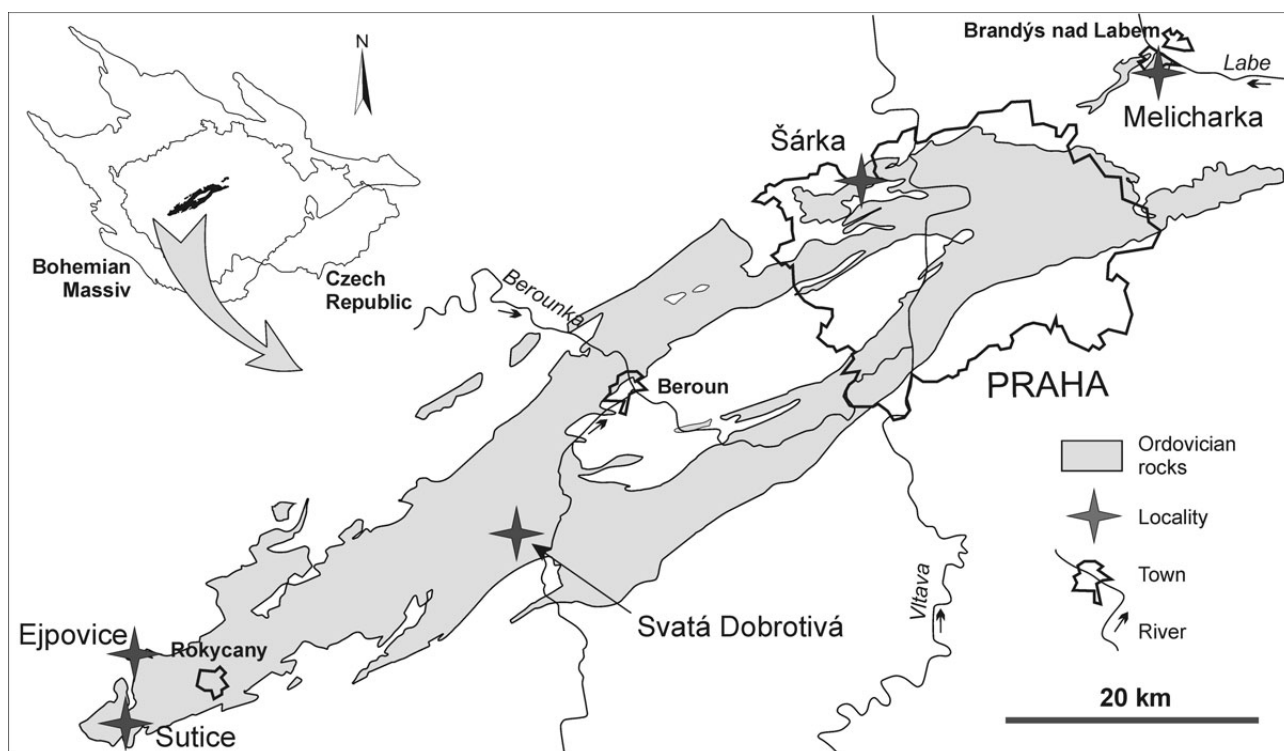 N
Brandýs nad Labem
Labe
Melicharka
Šárka
Bohemian
Massiv
Czech
Republic
Berounka
Beroun
PRAHA
Ordovician
rocks
Locality
Town
River
20 km
Vltava
Svatá Dobrotivá
Ejpovice
Rokycany
Sutice